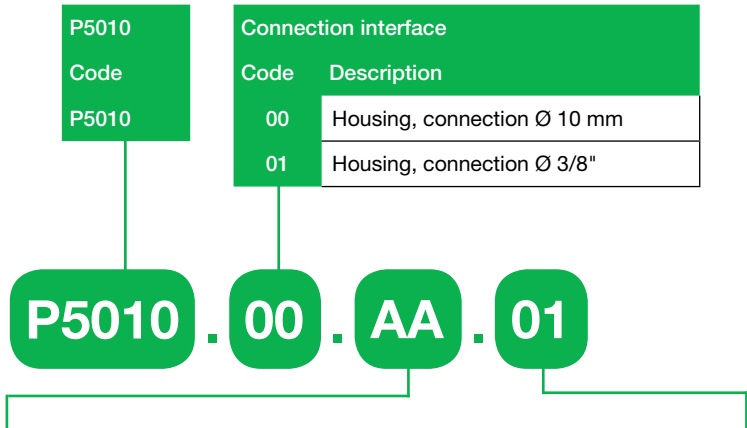 P5010
Code
P5010
Connection interface
Code Description
00 Housing, connection Ø 10 mm
01 Housing, connection Ø 3/8"
P5010 . 00 . AA . 01